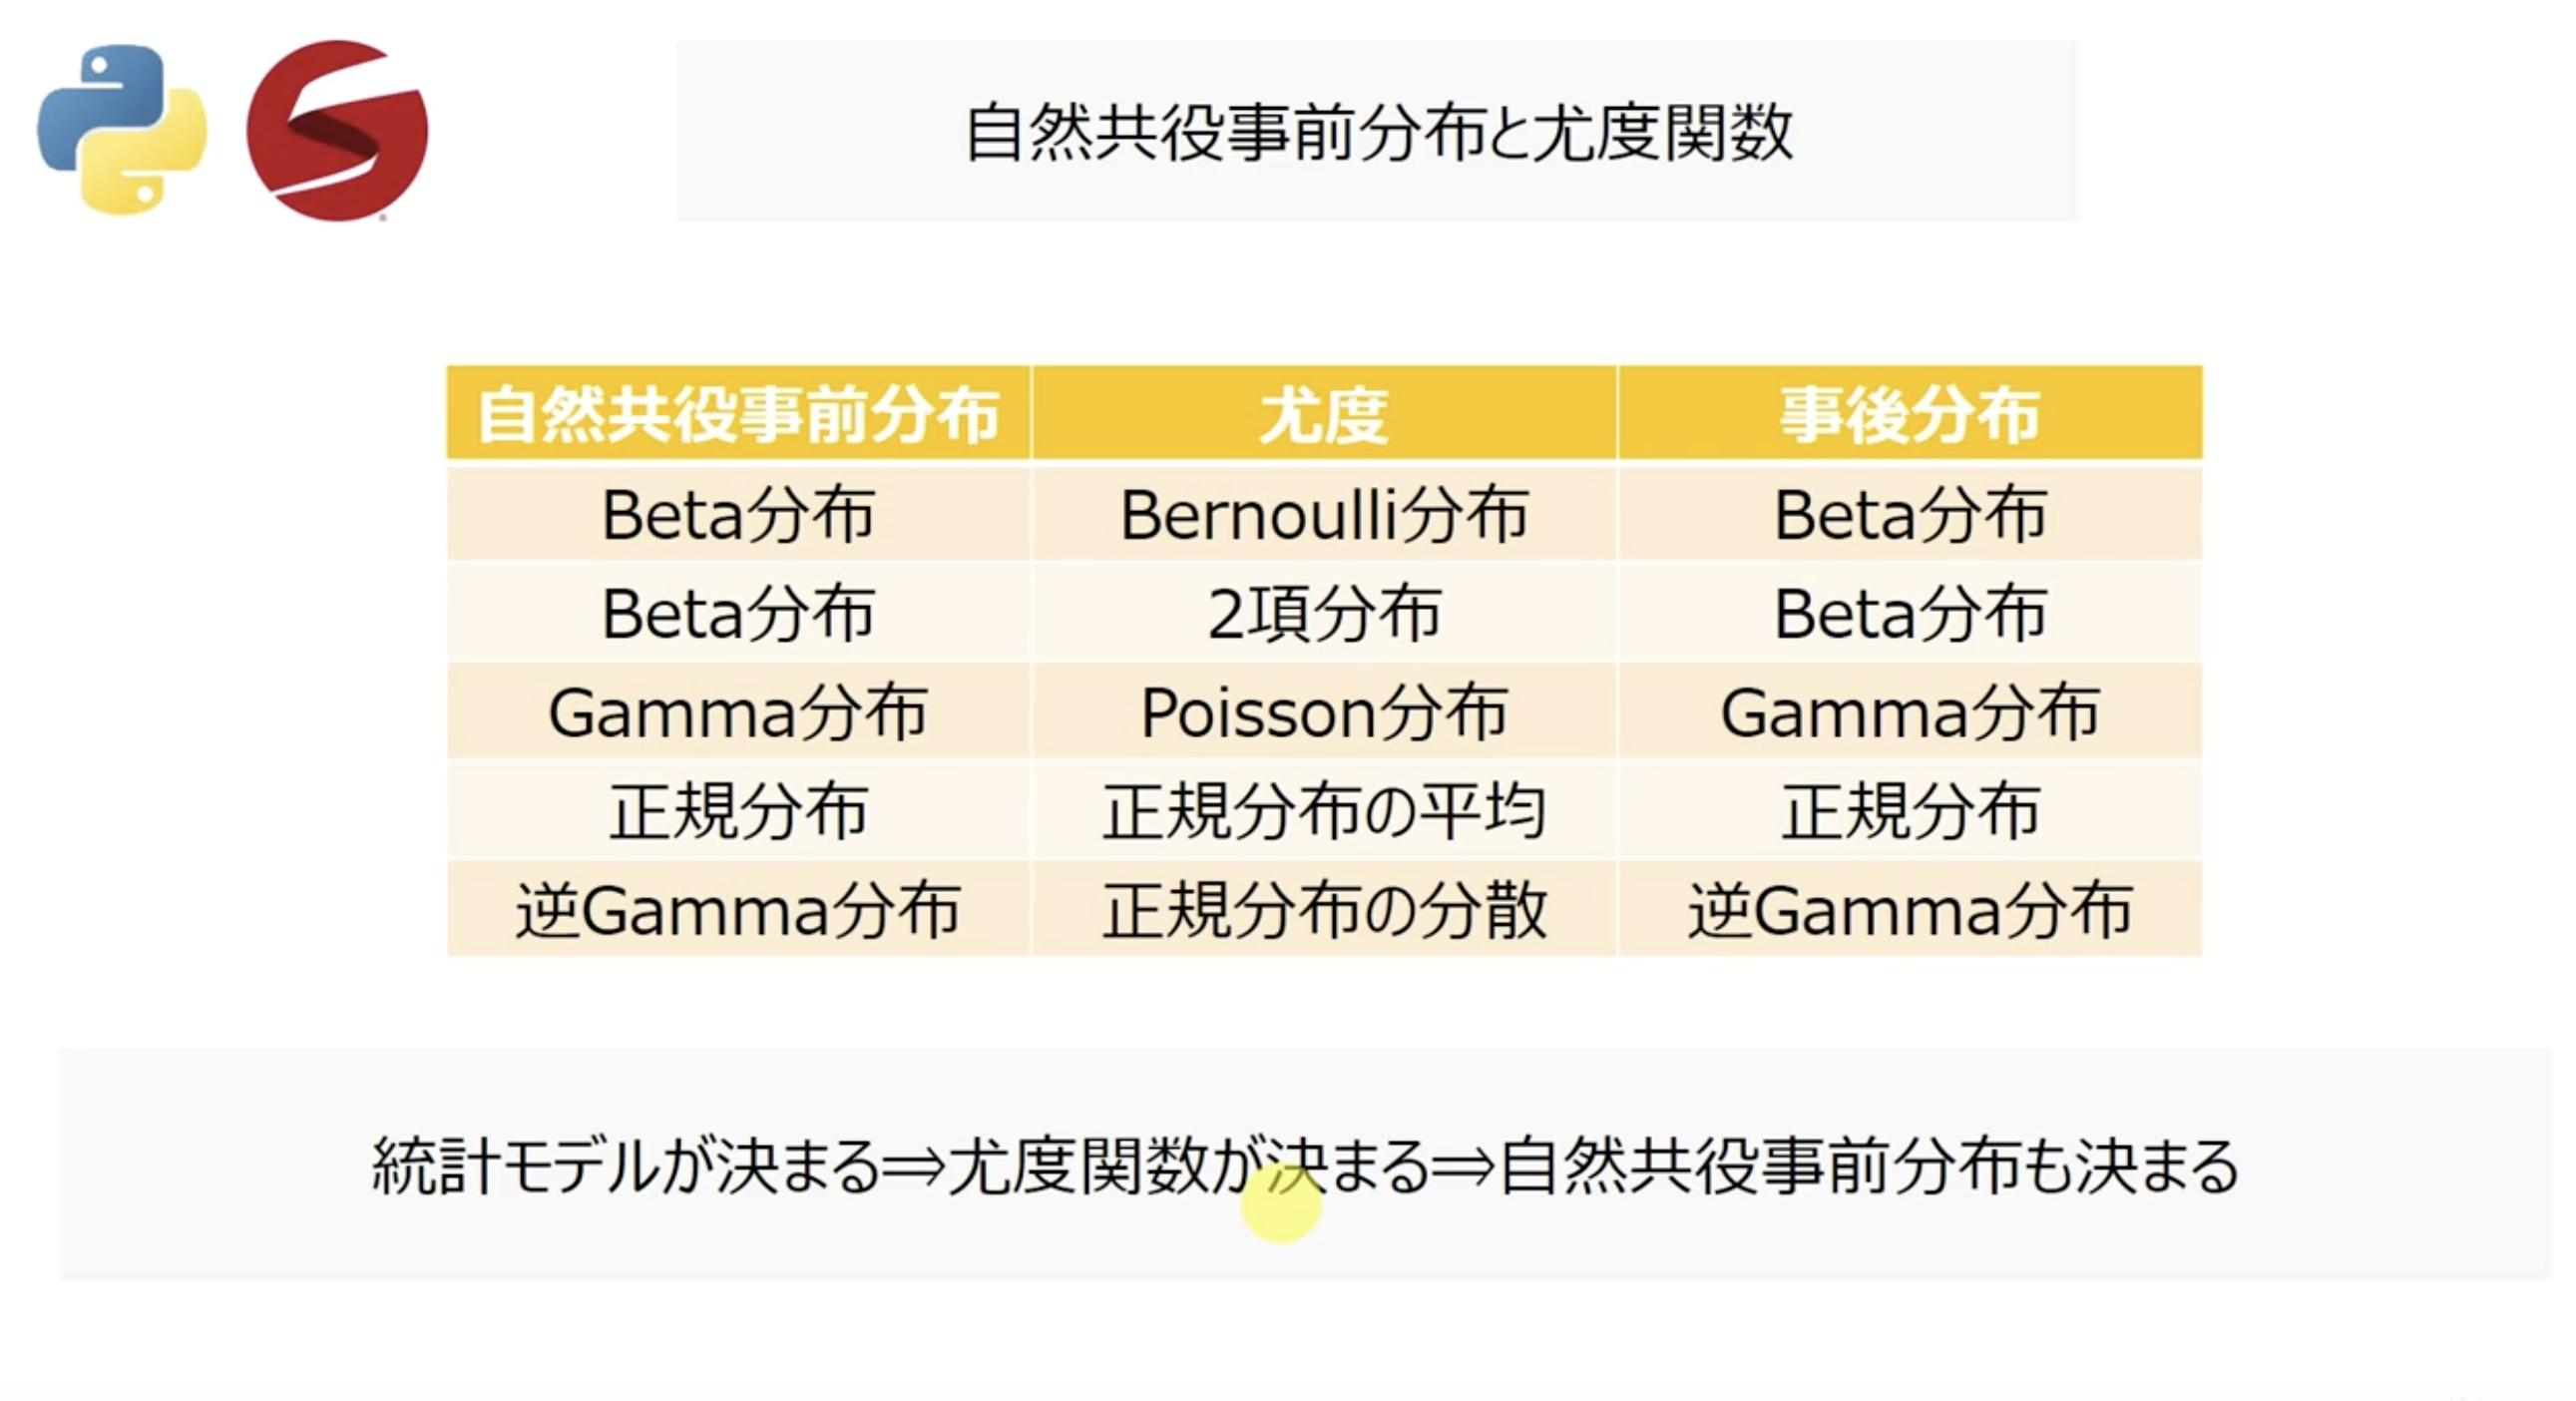 自然共役事前分布と尤度関数
自然共役事前分布 尤度 事後分布
Beta分布 Bernoulli分布 Beta分布
Beta分布 2項分布 Beta分布
Gamma分布 Poisson分布 Gamma分布
正規分布 正規分布の平均 正規分布
逆Gamma分布 正規分布の分散 逆Gamma分布
統計モデルが決まる⇒尤度関数が決まる⇒自然共役事前分布も決まる